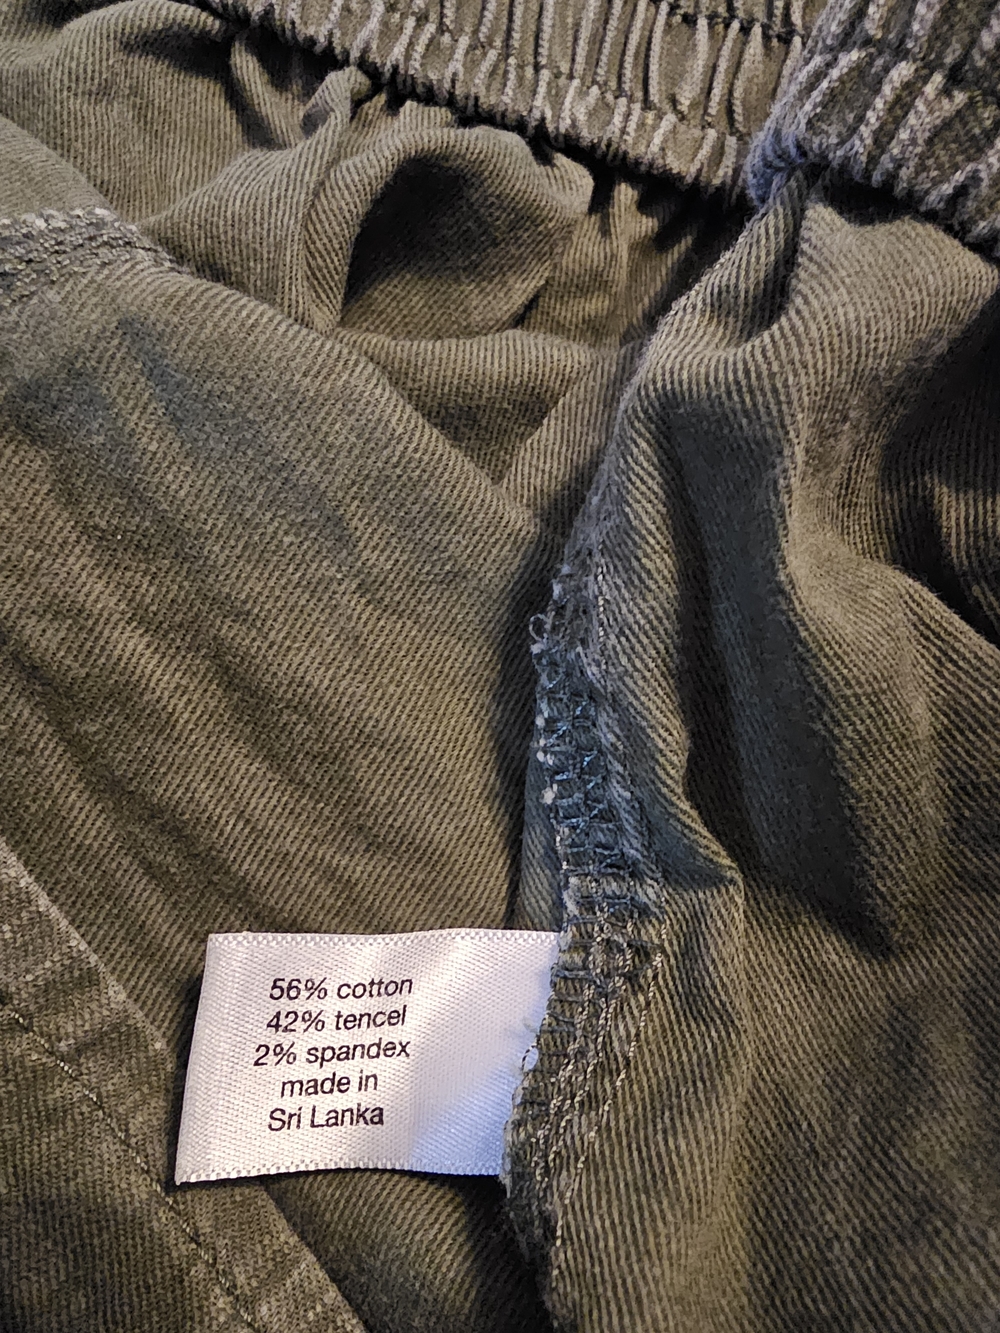 56% cotton
42% tencel
2% spandex
made in
Sri Lanka